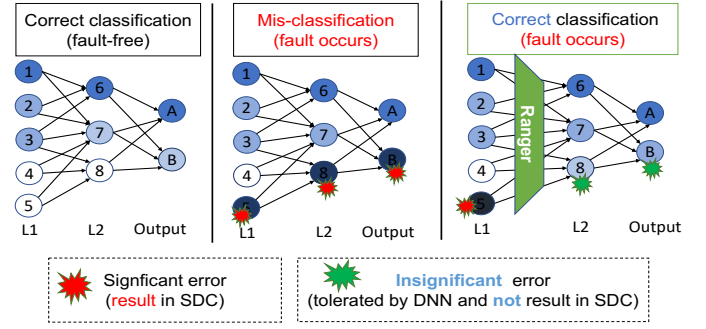 Correct classification
(fault-free)
1
2
3
4
5
6
7
8
A
B
L1 L2 Output
Mis-classification
(fault occurs)
1
2
3
4
5
6
7
8
A
B
L1 L2 Output
Correct classification
(fault occurs)
1
2
3
4
5
Ranger
6
7
8
A
B
L1 L2 Output
Signficant error
(result in SDC)
Insignificant error
(tolerated by DNN and not result in SDC)